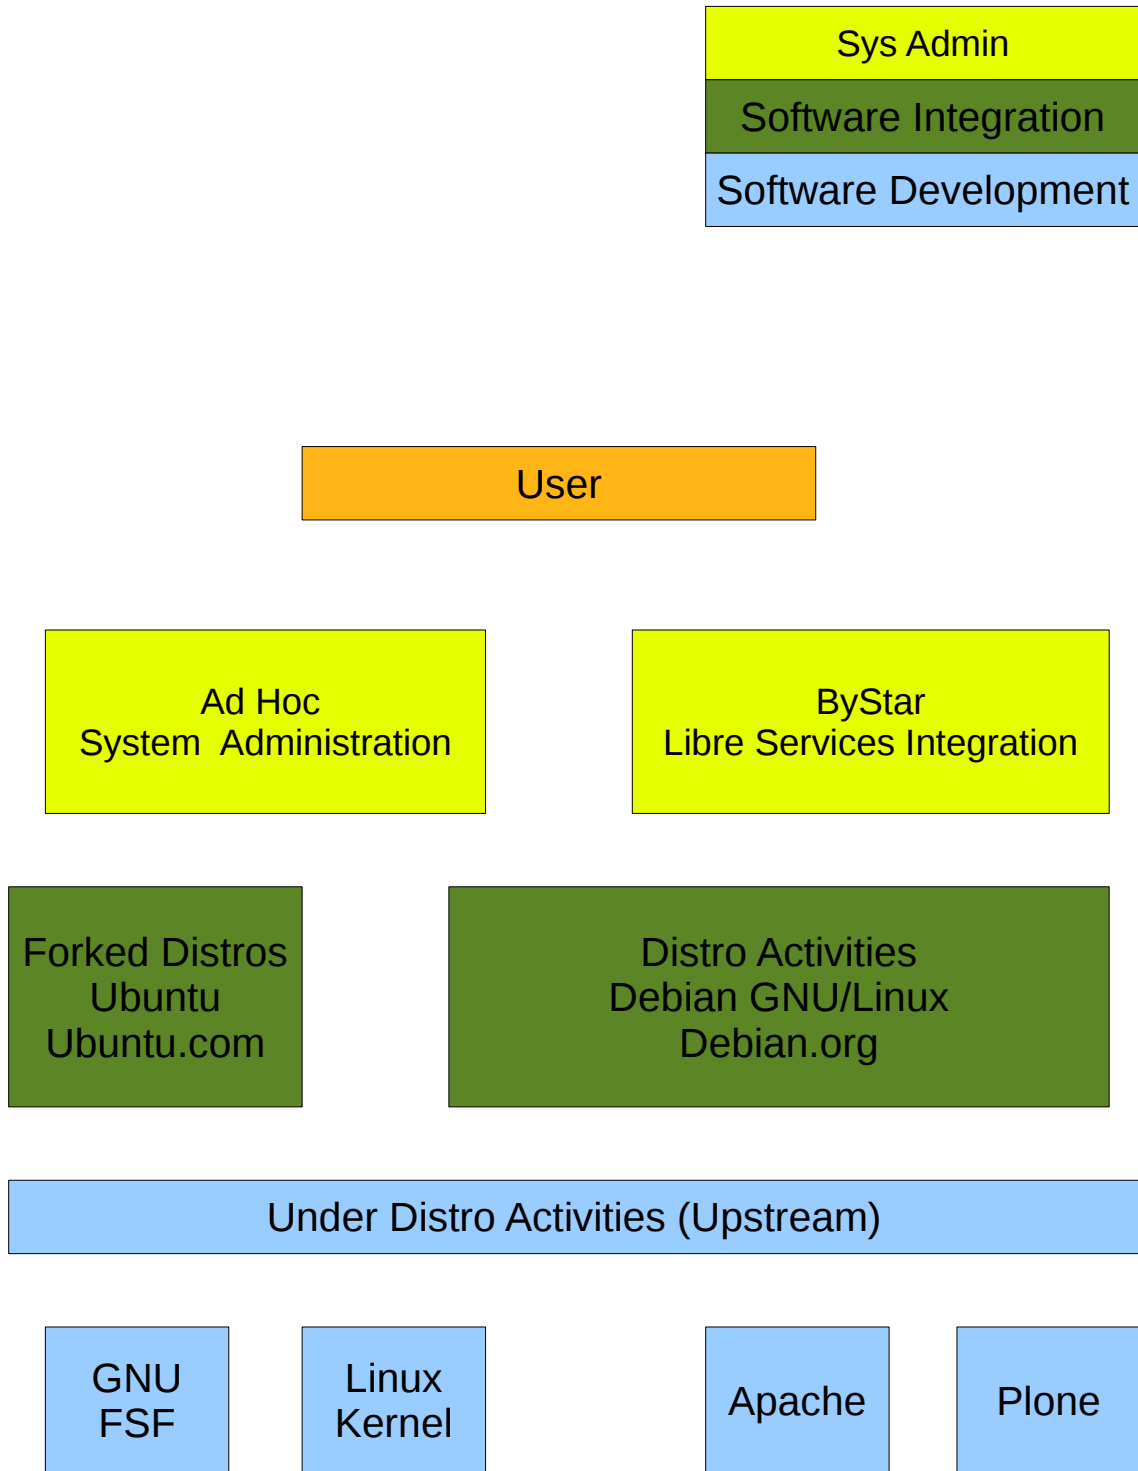 Sys Admin
Software Integration
Software Development
User
Ad Hoc
System  Administration
ByStar
Libre Services Integration
Forked Distros
Ubuntu
Ubuntu.com
Distro Activities
Debian GNU/Linux
Debian.org
Under Distro Activities (Upstream)
GNU
FSF
Linux
Kernel
Apache
Plone